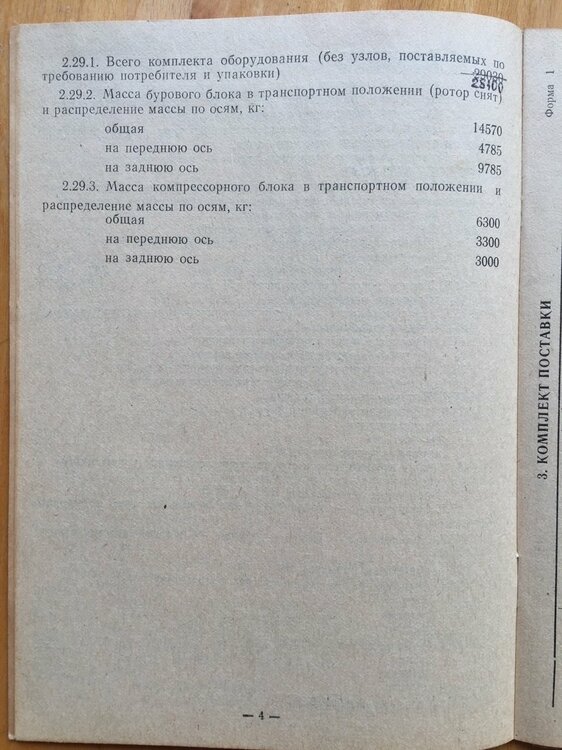 2.29.1. Всего комплекта оборудования (без узлов, поставляемых по
требованию потребителя и упаковки)
25100
2.29.2. Масса бурового блока в транспортном положении (ротор снят)
и распределение массы по осям, кг:
общая 14570
на переднюю ось 4785
на заднюю ось 9785
2.29.3. Масса компрессорного блока в транспортном положении и
распределение массы по осям, кг:
общая 6300
на переднюю ось 3300
на заднюю ось 3000
— 4 —
Форма 1
3. КОМПЛЕКТ ПОСТАВКИ